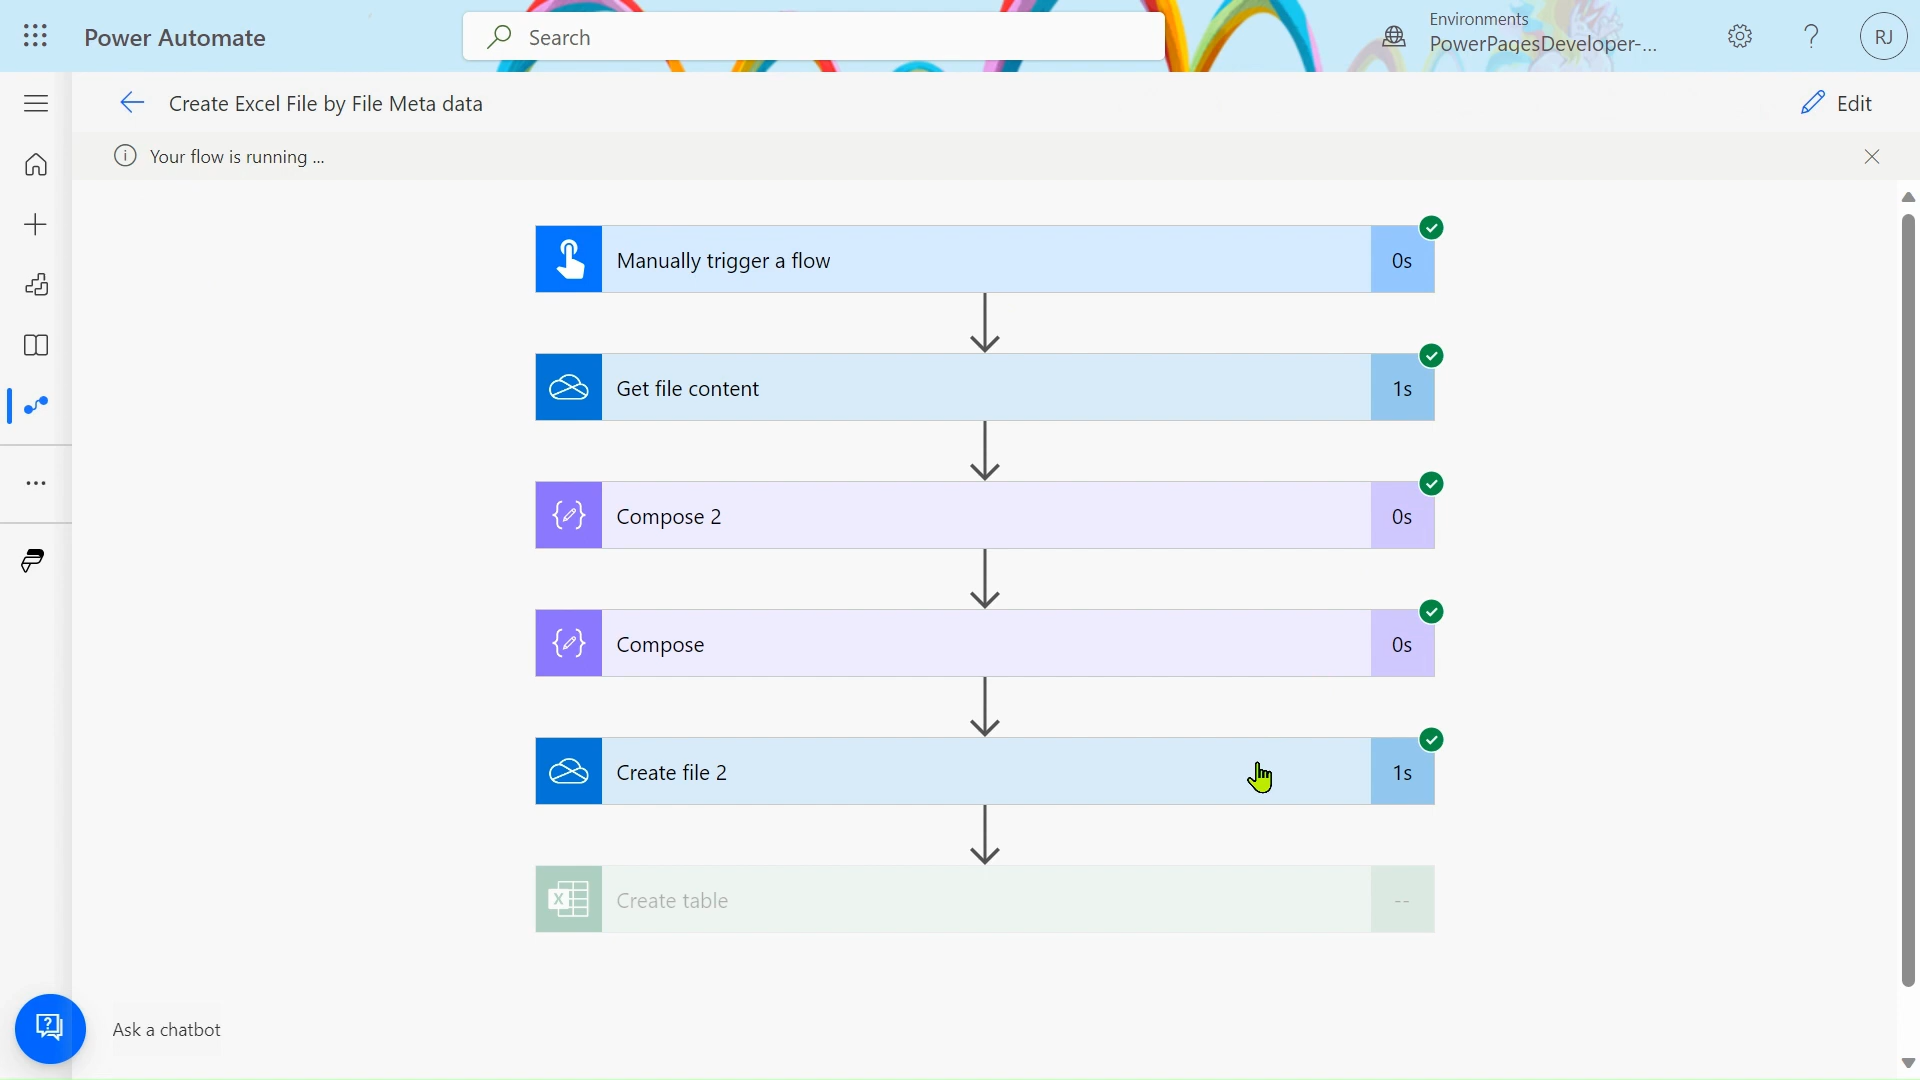 Power Automate
Search
Environments
PowerPagesDeveloper-...
RJ
Create Excel File by File Meta data
Edit
Your flow is running ...
Manually trigger a flow
0s
Get file content
1s
Compose 2
0s
Compose
0s
Create file 2
1s
Create table
--
Ask a chatbot